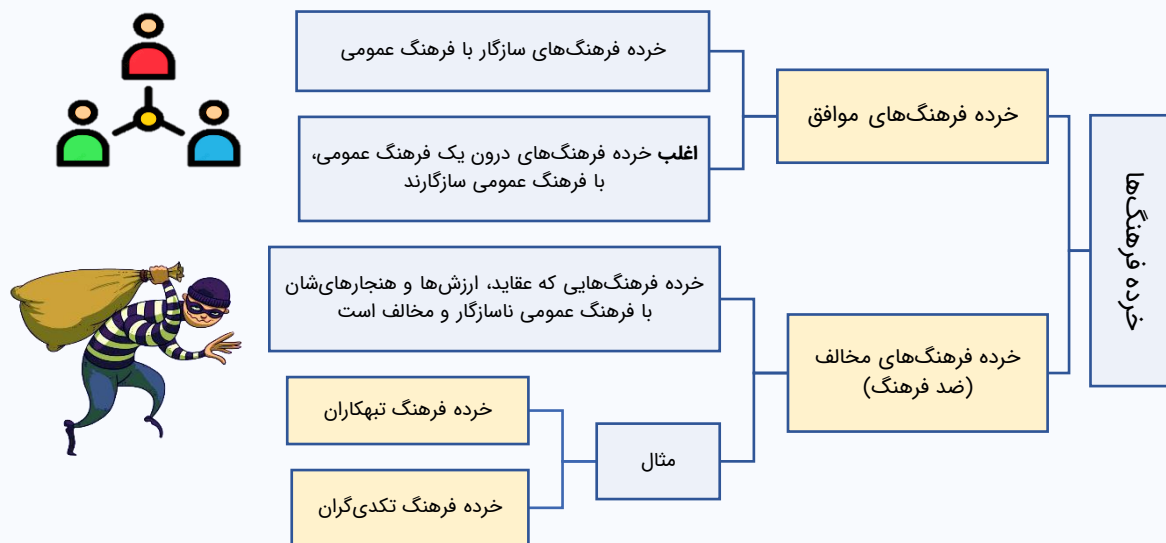 خرده فرهنگ‌ها
خرده فرهنگ‌های موافق
خرده فرهنگ‌های سازگار با فرهنگ عمومی
اغلب خرده فرهنگ‌های درون یک فرهنگ عمومی،
با فرهنگ عمومی سازگارند
خرده فرهنگ‌های مخالف
(ضد فرهنگ)
خرده فرهنگ‌هایی که عقاید، ارزش‌ها و هنجارهای‌شان
با فرهنگ عمومی ناسازگار و مخالف است
مثال
خرده فرهنگ تبهکاران
خرده فرهنگ تکدی‌گران